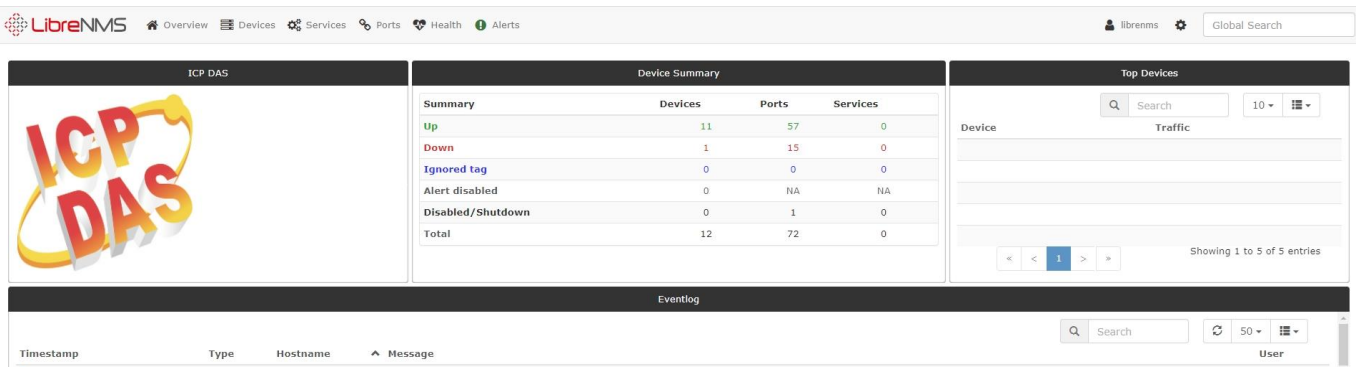 LibreNMS Overview Devices Services Ports Health Alerts librenms Global Search
ICP DAS
ICP
DAS
Device Summary
Summary Devices Ports Services
Up 11 57 0
Down 1 15 0
Ignored tag 0 0 0
Alert disabled 0 NA NA
Disabled/Shutdown 0 1 0
Total 12 72 0
Top Devices
Search 10
Device Traffic
« < 1 > » Showing 1 to 5 of 5 entries
Eventlog
Search 50
Timestamp Type Hostname Message User